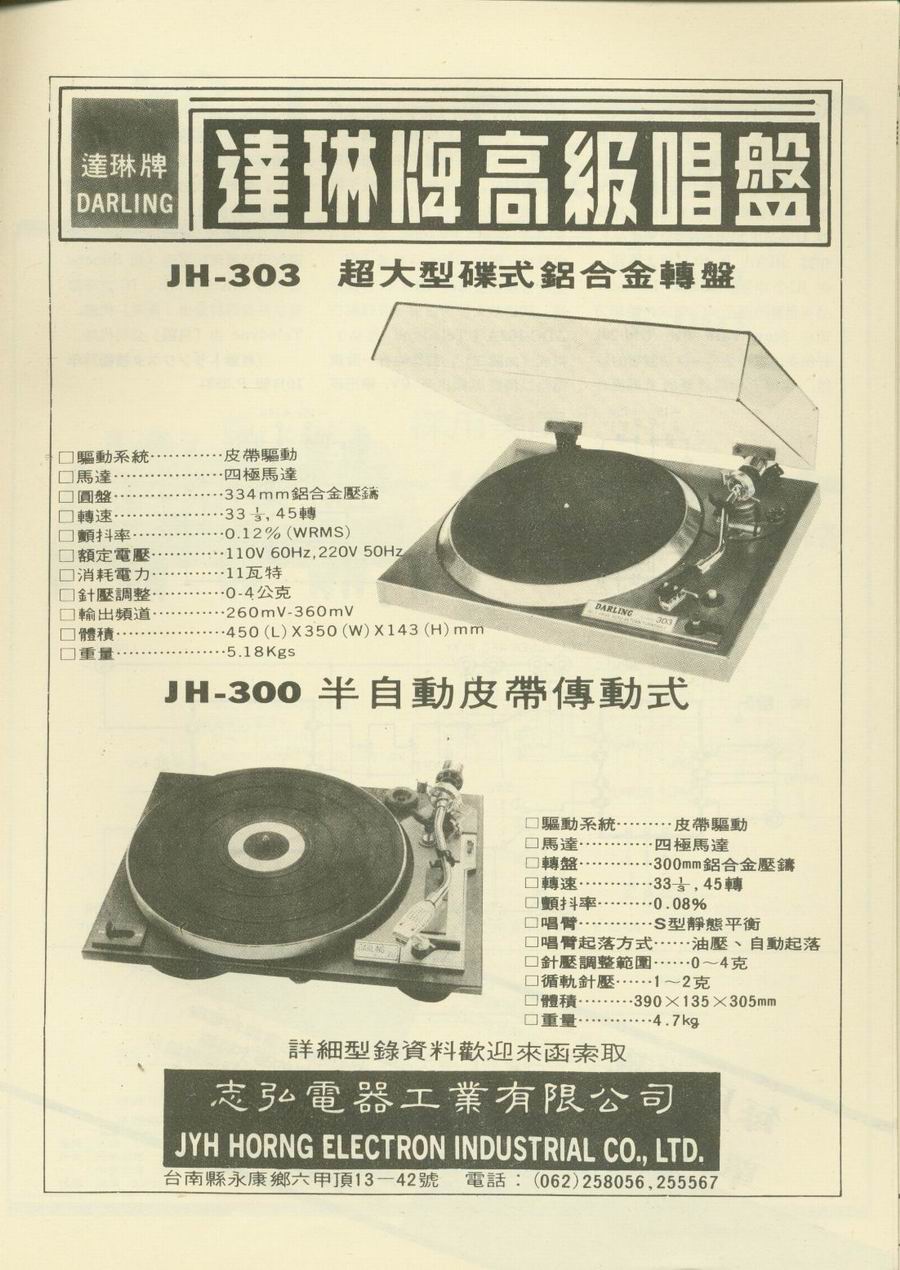 達琳牌
DARLING
達琳牌高級唱盤
JH-303 超大型碟式鋁合金轉盤
□驅動系統···········皮帶驅動
□馬達················四極馬達
□圓盤················334mm鋁合金壓鑄
□轉速················33⅓, 45轉
□顫抖率·············0.12%(WRMS)
□額定電壓···········110V 60Hz,220V 50Hz
□消耗電力···········11瓦特
□針壓調整···········0-4公克
□輸出頻道···········260mV-360mV
□體積················450(L)X350(W)X143(H)mm
□重量················5.18Kgs
DARLING
303
JH-300 半自動皮帶傳動式
□驅動系統········皮帶驅動
□馬達···········四極馬達
□轉盤···········300mm鋁合金壓鑄
□轉速···········33⅓, 45轉
□顫抖率········0.08%
□唱臂··········S型靜態平衡
□唱臂起落方式·····油壓、自動起落
□針壓調整範圍······0~4克
□循軌針壓······1~2克
□體積·········390×135×305mm
□重量···········4.7kg
詳細型錄資料歡迎來函索取
志弘電器工業有限公司
JYH HORNG ELECTRON INDUSTRIAL CO., LTD.
台南縣永康鄉六甲頂13—42號 電話:(062)258056,255567